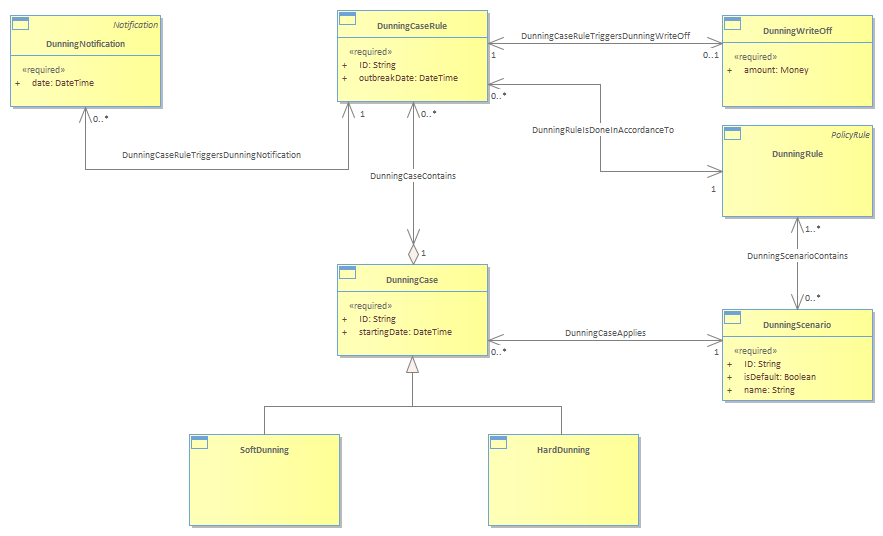 Notification
DunningNotification
«required»
+ date: DateTime
DunningCaseRule
«required»
+ ID: String
+ outbreakDate: DateTime
DunningCaseRuleTriggersDunningWriteOff
1
0..1
DunningWriteOff
«required»
+ amount: Money
0..*
0..*
1
0..*
DunningRuleIsDoneInAccordanceTo
1
PolicyRule
DunningRule
DunningCaseRuleTriggersDunningNotification
DunningCaseContains
1
1..*
DunningScenarioContains
0..*
DunningCase
«required»
+ ID: String
+ startingDate: DateTime
DunningCaseApplies
0..*
1
DunningScenario
«required»
+ ID: String
+ isDefault: Boolean
+ name: String
SoftDunning
HardDunning